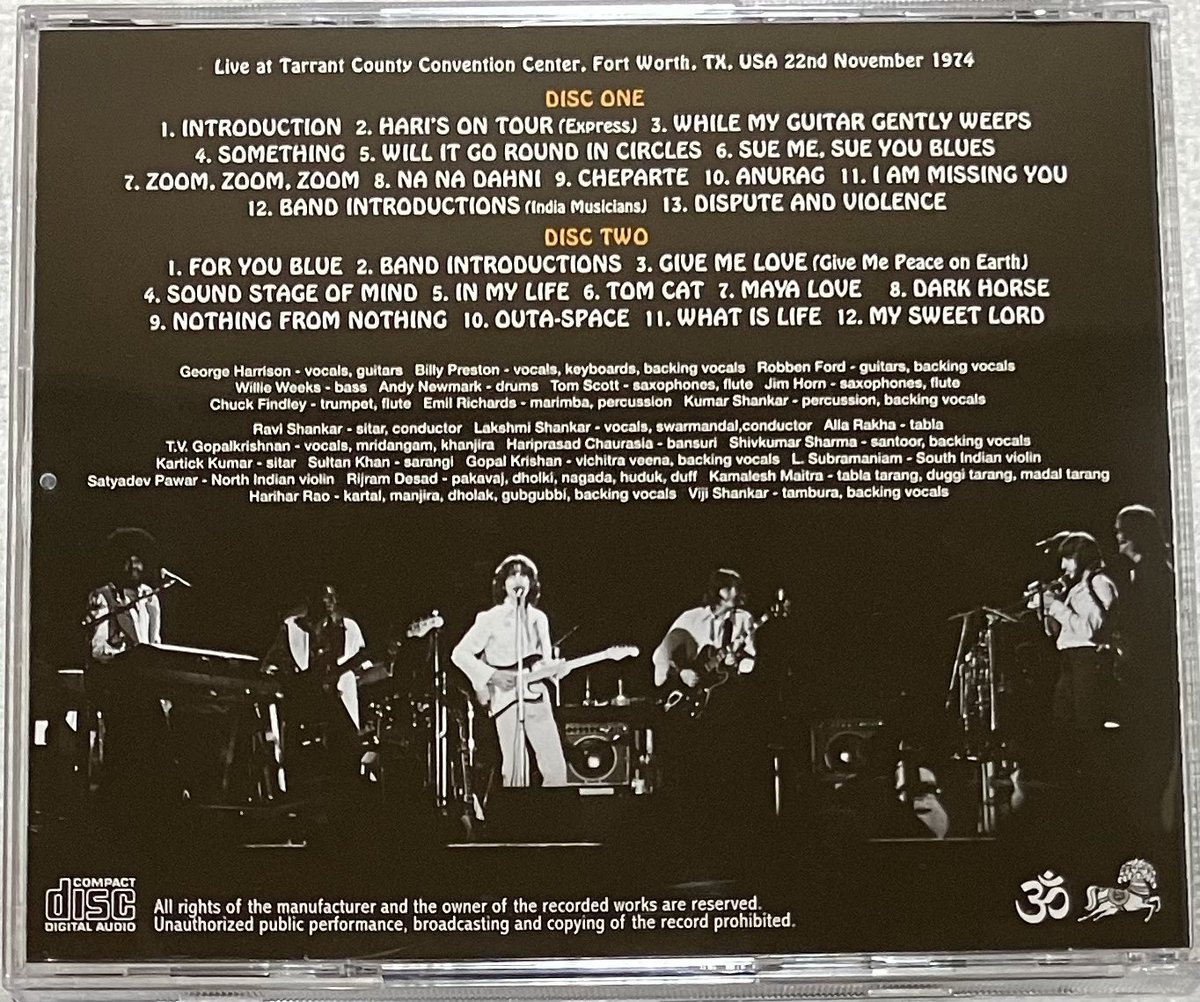 Live at Tarrant County Convention Center, Fort Worth, TX, USA 22nd November 1974
DISC ONE
1. INTRODUCTION 2. HARI'S ON TOUR (Express) 3. WHILE MY GUITAR GENTLY WEEPS
4. SOMETHING 5. WILL IT GO ROUND IN CIRCLES 6. SUE ME, SUE YOU BLUES
7. ZOOM, ZOOM, ZOOM 8. NA NA DAHNI 9. CHEPARTE 10. ANURAG 11. I AM MISSING YOU
12. BAND INTRODUCTIONS (India Musicians) 13. DISPUTE AND VIOLENCE
DISC TWO
1. FOR YOU BLUE 2. BAND INTRODUCTIONS 3. GIVE ME LOVE (Give Me Peace on Earth)
4. SOUND STAGE OF MIND 5. IN MY LIFE 6. TOM CAT 7. MAYA LOVE 8. DARK HORSE
9. NOTHING FROM NOTHING 10. OUTA-SPACE 11. WHAT IS LIFE 12. MY SWEET LORD
George Harrison - vocals, guitars Billy Preston - vocals, keyboards, backing vocals Robben Ford - guitars, backing vocals
Willie Weeks - bass Andy Newmark - drums Tom Scott - saxophones, flute Jim Horn - saxophones, flute
Chuck Findley - trumpet, flute Emil Richards - marimba, percussion Kumar Shankar - percussion, backing vocals
Ravi Shankar - sitar, conductor Lakshmi Shankar - vocals, swarmandal,conductor Alla Rakha - tabla
T.V. Gopalkrishnan - vocals, mridangam, khanjira Hariprasad Chaurasia - bansuri Shivkumar Sharma - santoor, backing vocals
Kartick Kumar - sitar Sultan Khan - sarangi Gopal Krishan - vichitra veena, backing vocals L. Subramaniam - South Indian violin
Satyadev Pawar - North Indian violin Rijram Desad - pakavaj, dholki, nagada, huduk, duff Kamalesh Maitra - tabla tarang, duggi tarang, madal tarang
Harihar Rao - kartal, manjira, dholak, gubgubbi, backing vocals Viji Shankar - tambura, backing vocals
COMPACT
disc
DIGITAL AUDIO
All rights of the manufacturer and the owner of the recorded works are reserved.
Unauthorized public performance, broadcasting and copying of the record prohibited.
ॐ